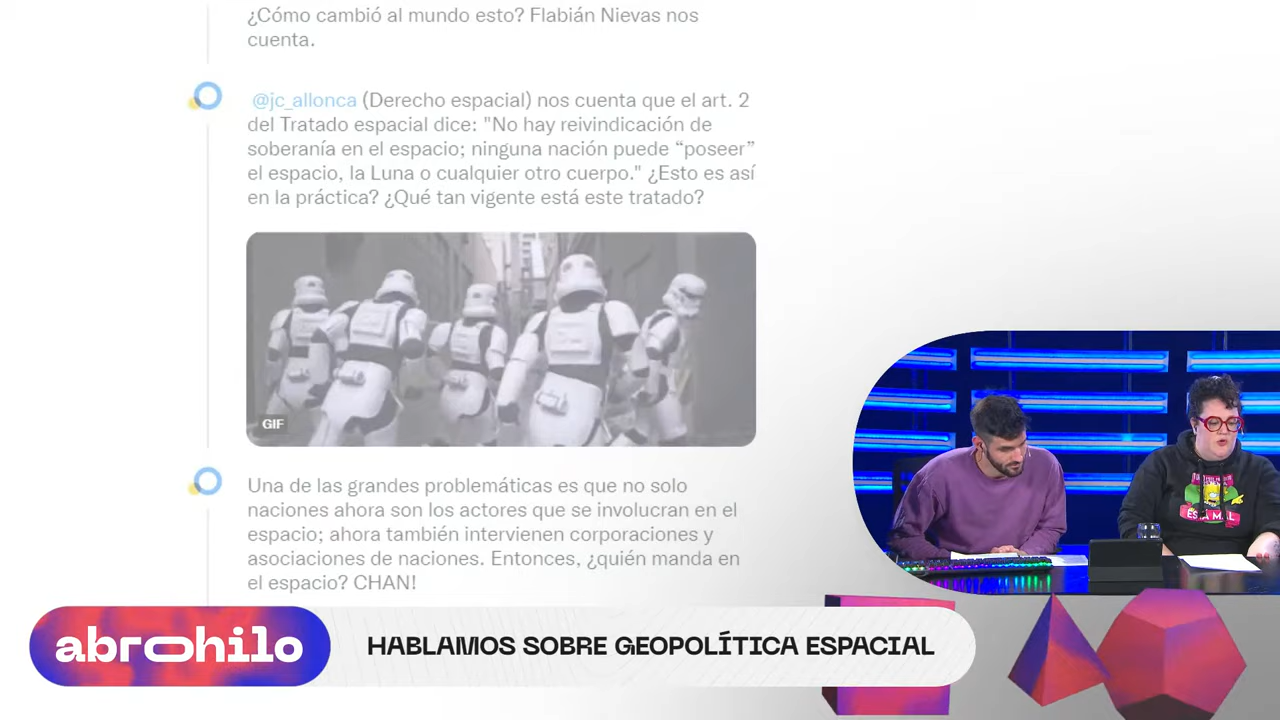 ¿Cómo cambió al mundo esto? Flabián Nievas nos
cuenta.
@jc_allonca (Derecho espacial) nos cuenta que el art. 2
del Tratado espacial dice: "No hay reivindicación de
soberanía en el espacio; ninguna nación puede “poseer”
el espacio, la Luna o cualquier otro cuerpo." ¿Esto es así
en la práctica? ¿Qué tan vigente está este tratado?
GIF
Una de las grandes problemáticas es que no solo
naciones ahora son los actores que se involucran en el
espacio; ahora también intervienen corporaciones y
asociaciones de naciones. Entonces, ¿quién manda en
el espacio? CHAN!
abrohilo
HABLAMOS SOBRE GEOPOLÍTICA ESPACIAL